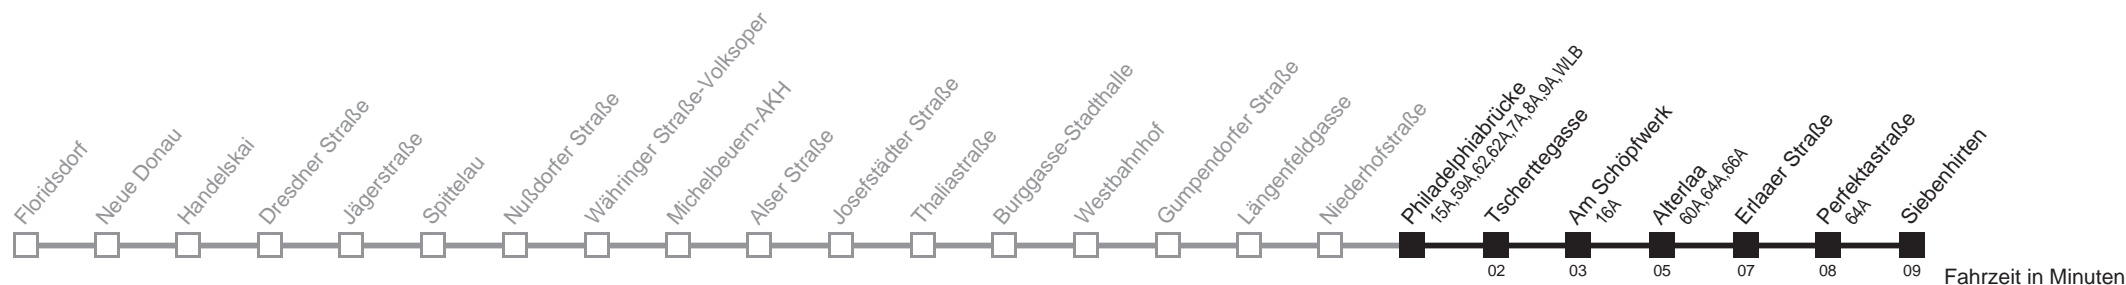 Floridsdorf
Neue Donau
Handelskai
Dresdner Straße
Jägerstraße
Spittelau
Nußdorfer Straße
Währinger Straße-Volksoper
Michelbeuern-AKH
Alser Straße
Josefstädter Straße
Thaliastraße
Burggasse-Stadthalle
Westbahnhof
Gumpendorfer Straße
Längenfeldgasse
Niederhofstraße
Philadelphiabrücke
15A,59A,62,62A,7A,8A,9A,WLB
Tscherttegasse
Am Schöpfwerk
16A
Alterlaa
60A,64A,66A
Erlaaer Straße
Perfektastraße
64A
Siebenhirten
02 03 05 07 08 09
Fahrzeit in Minuten